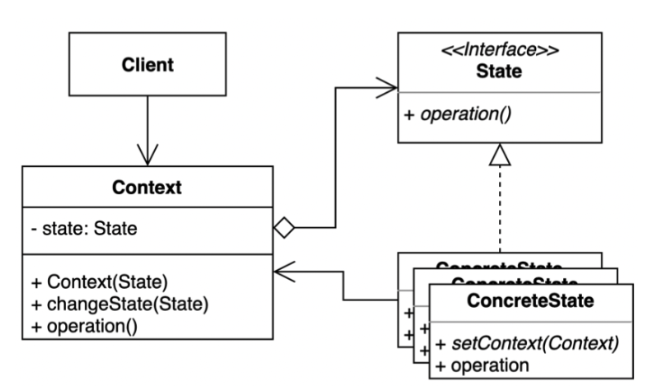 Client
<<Interface>>
State
+ operation()
Context
- state: State
+ Context(State)
+ changeState(State)
+ operation()
ConcreteState
ConcreteState
ConcreteState
+
+
+
+
+ setContext(Context)
+ operation